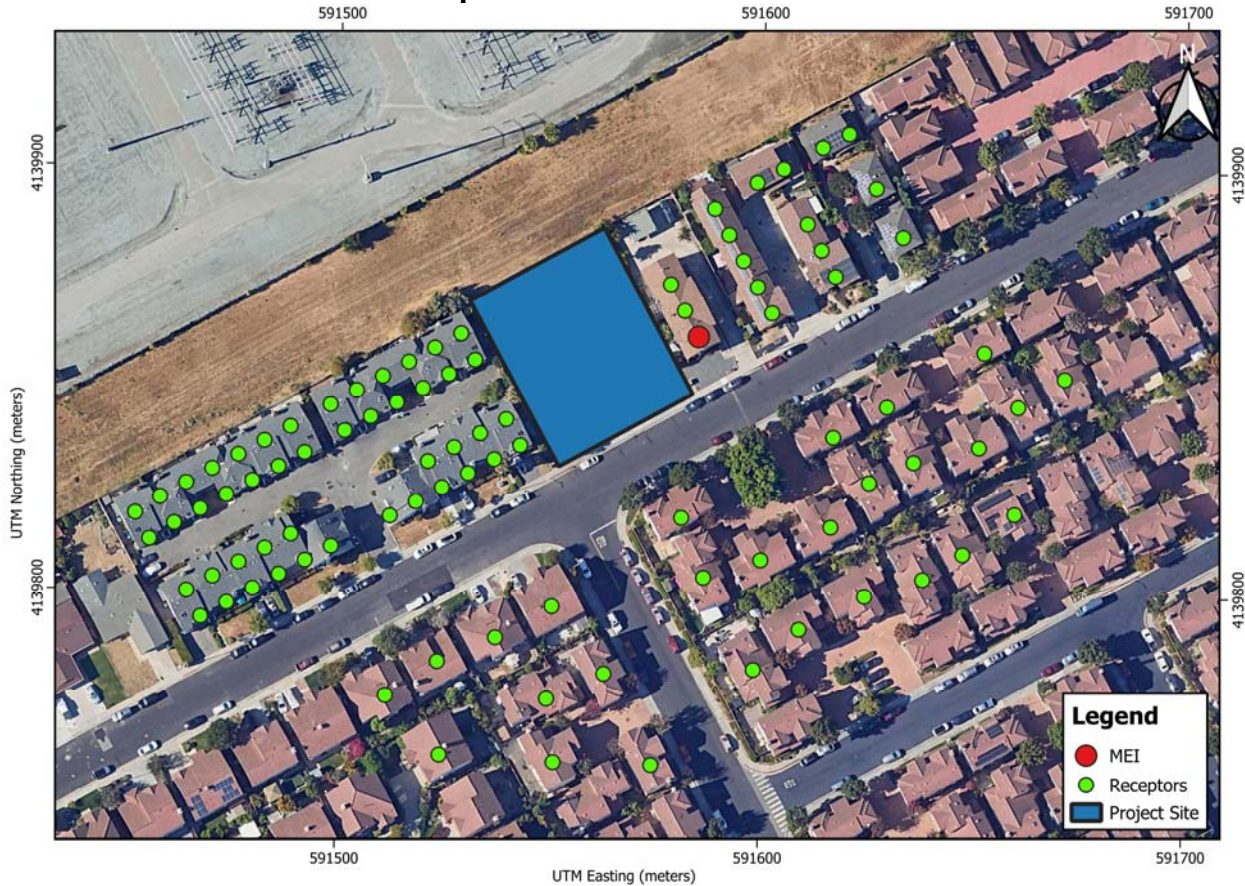 591500
591600
591700
N
4139900
4139900
UTM Northing (meters)
4139800
4139800
Legend
MEI
Receptors
Project Site
591500
591600
591700
UTM Easting (meters)